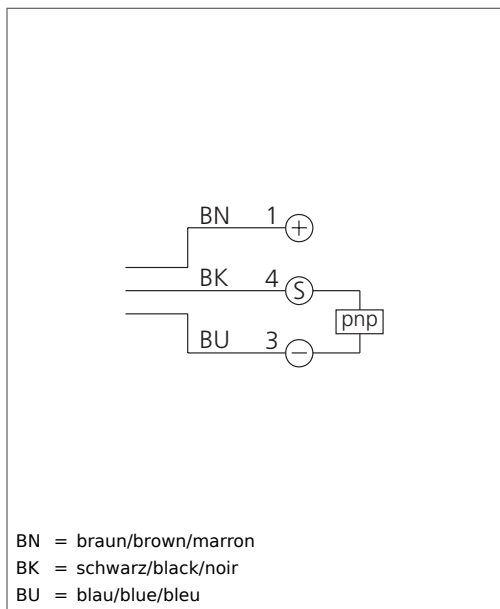 BN 1 +
BK 4 S
pnp
BU 3 −
BN = braun/brown/marron
BK = schwarz/black/noir
BU = blau/blue/bleu